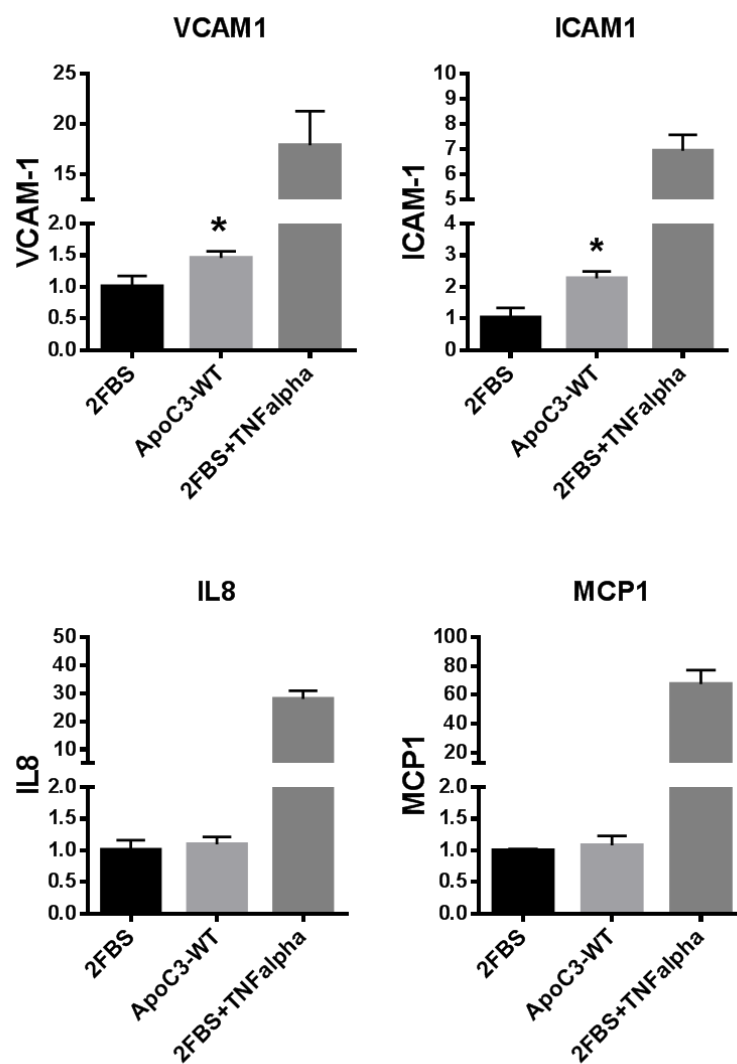 VCAM1
VCAM-1
25
20
15
2.0
1.5
1.0
0.5
0.0
*
2FBS
ApoC3-WT
2FBS+TNFalpha
ICAM1
ICAM-1
10
9
8
7
6
5
4
3
2
1
0
*
2FBS
ApoC3-WT
2FBS+TNFalpha
IL8
IL8
50
40
30
20
10
2.0
1.5
1.0
0.5
0.0
2FBS
ApoC3-WT
2FBS+TNFalpha
MCP1
MCP1
100
80
60
40
20
2.0
1.5
1.0
0.5
0.0
2FBS
ApoC3-WT
2FBS+TNFalpha